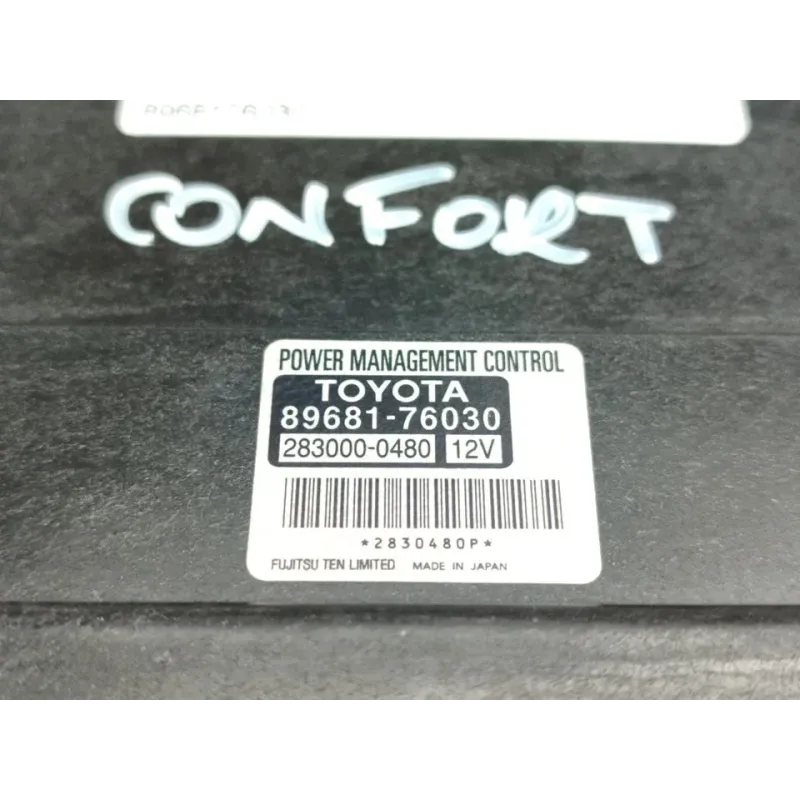 CONFORT
POWER MANAGEMENT CONTROL
TOYOTA
89681-76030
283000-0480 12V
*2830480P*
FUJITSU TEN LIMITED MADE IN JAPAN